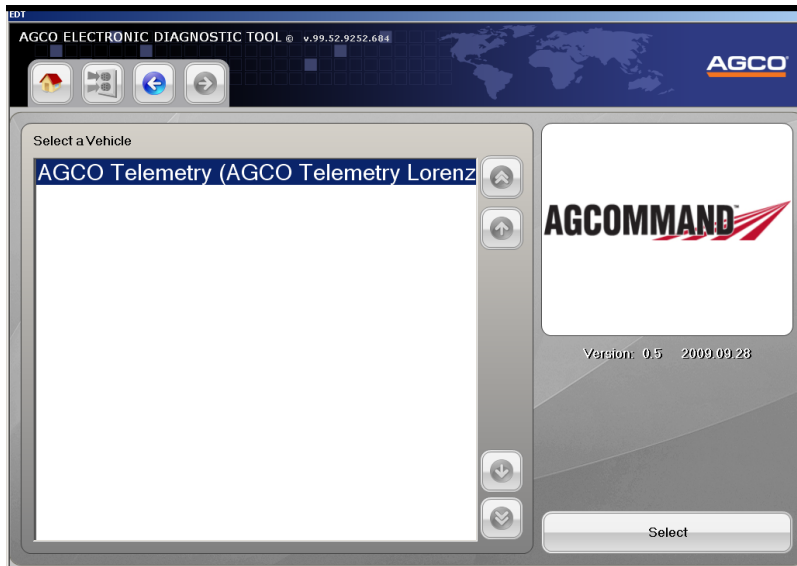 EDT
AGCO ELECTRONIC DIAGNOSTIC TOOL © v.99.52.9252.684
AGCO
Select a Vehicle
AGCO Telemetry (AGCO Telemetry Lorenz
AGCOMMAND™
Version: 0.5 2009.09.28
Select